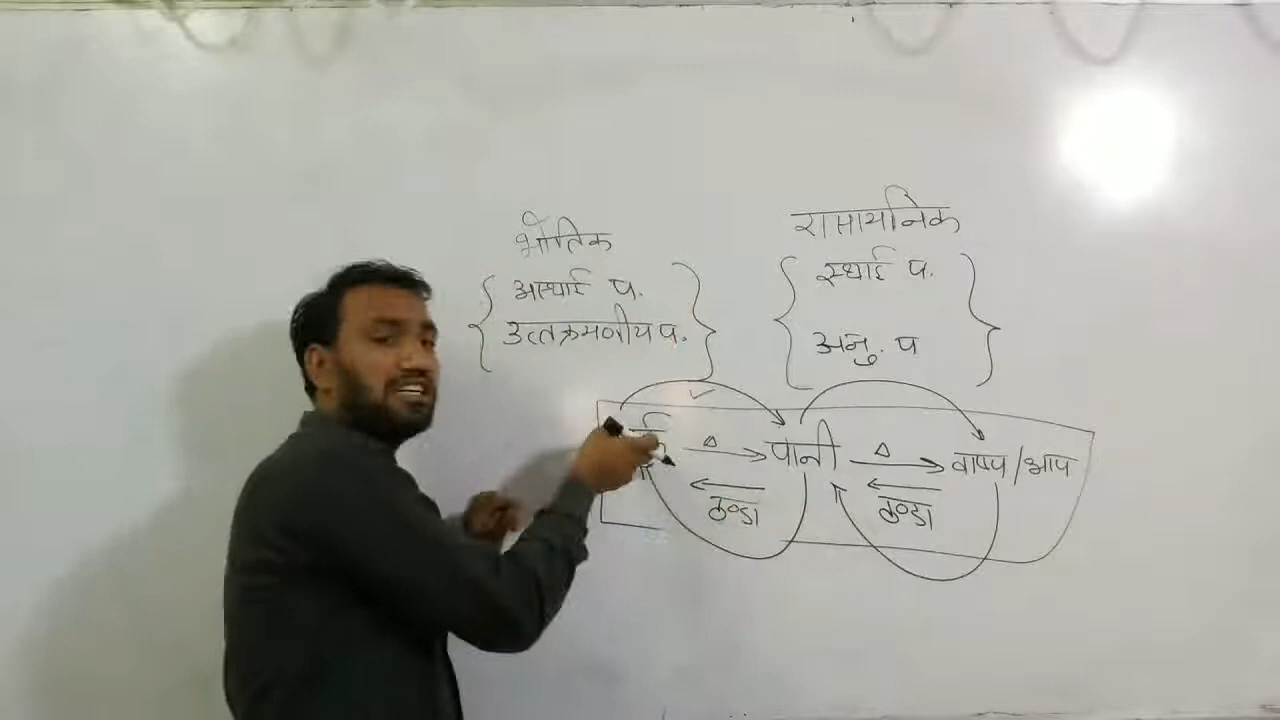 भौतिक
अस्थाई प.
उत्क्रमणीय प.
रासायनिक
स्थाई प.
अनु. प
Δ पानी Δ वाष्प/भाप
ठण्डा ठण्डा